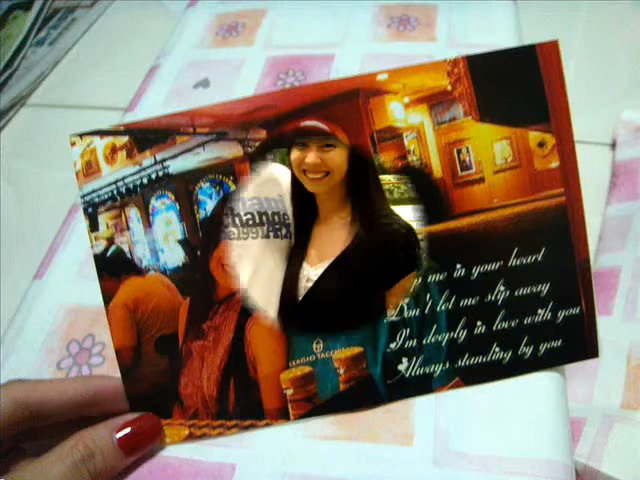 change
SERGIO TACCHINI
me in your heart
Don't let me slip away
I'm deeply in love with you
Always standing by you